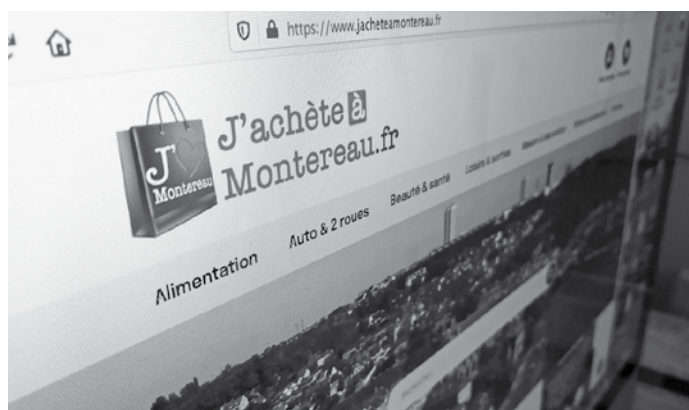 https://www.jacheteamontereau.fr
J'achète à
Montereau.fr
J'
Montereau
Alimentation
Auto & 2 roues
Beauté & santé
Loisirs & sorties